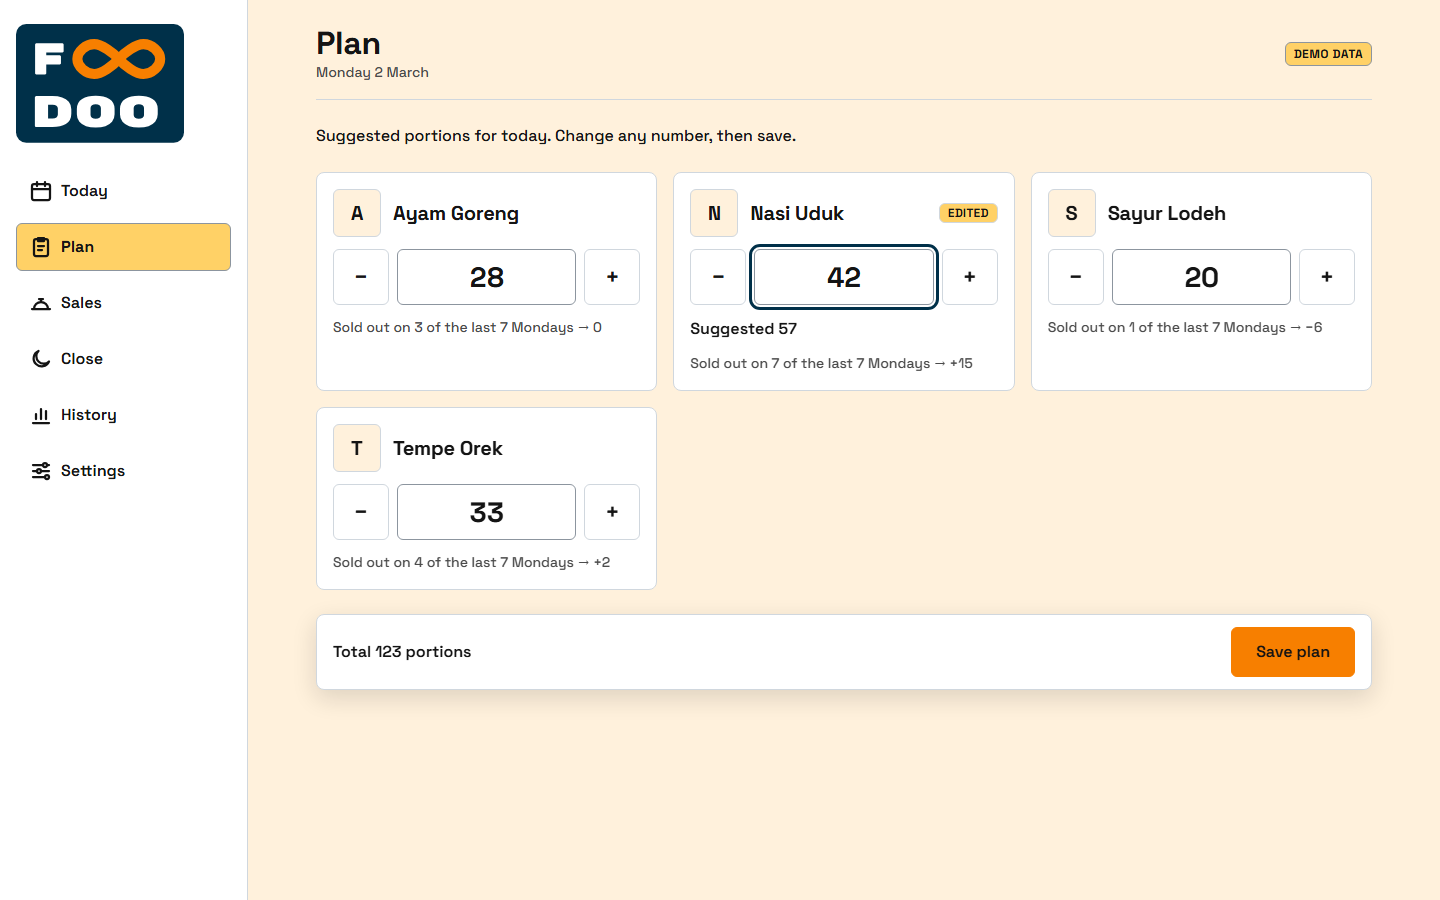 F
DOO
Today
Plan
Sales
Close
History
Settings
Plan
Monday 2 March
DEMO DATA
Suggested portions for today. Change any number, then save.
A
Ayam Goreng
−
28
+
Sold out on 3 of the last 7 Mondays → 0
N
Nasi Uduk
EDITED
−
42
+
Suggested 57
Sold out on 7 of the last 7 Mondays → +15
S
Sayur Lodeh
−
20
+
Sold out on 1 of the last 7 Mondays → −6
T
Tempe Orek
−
33
+
Sold out on 4 of the last 7 Mondays → +2
Total 123 portions
Save plan